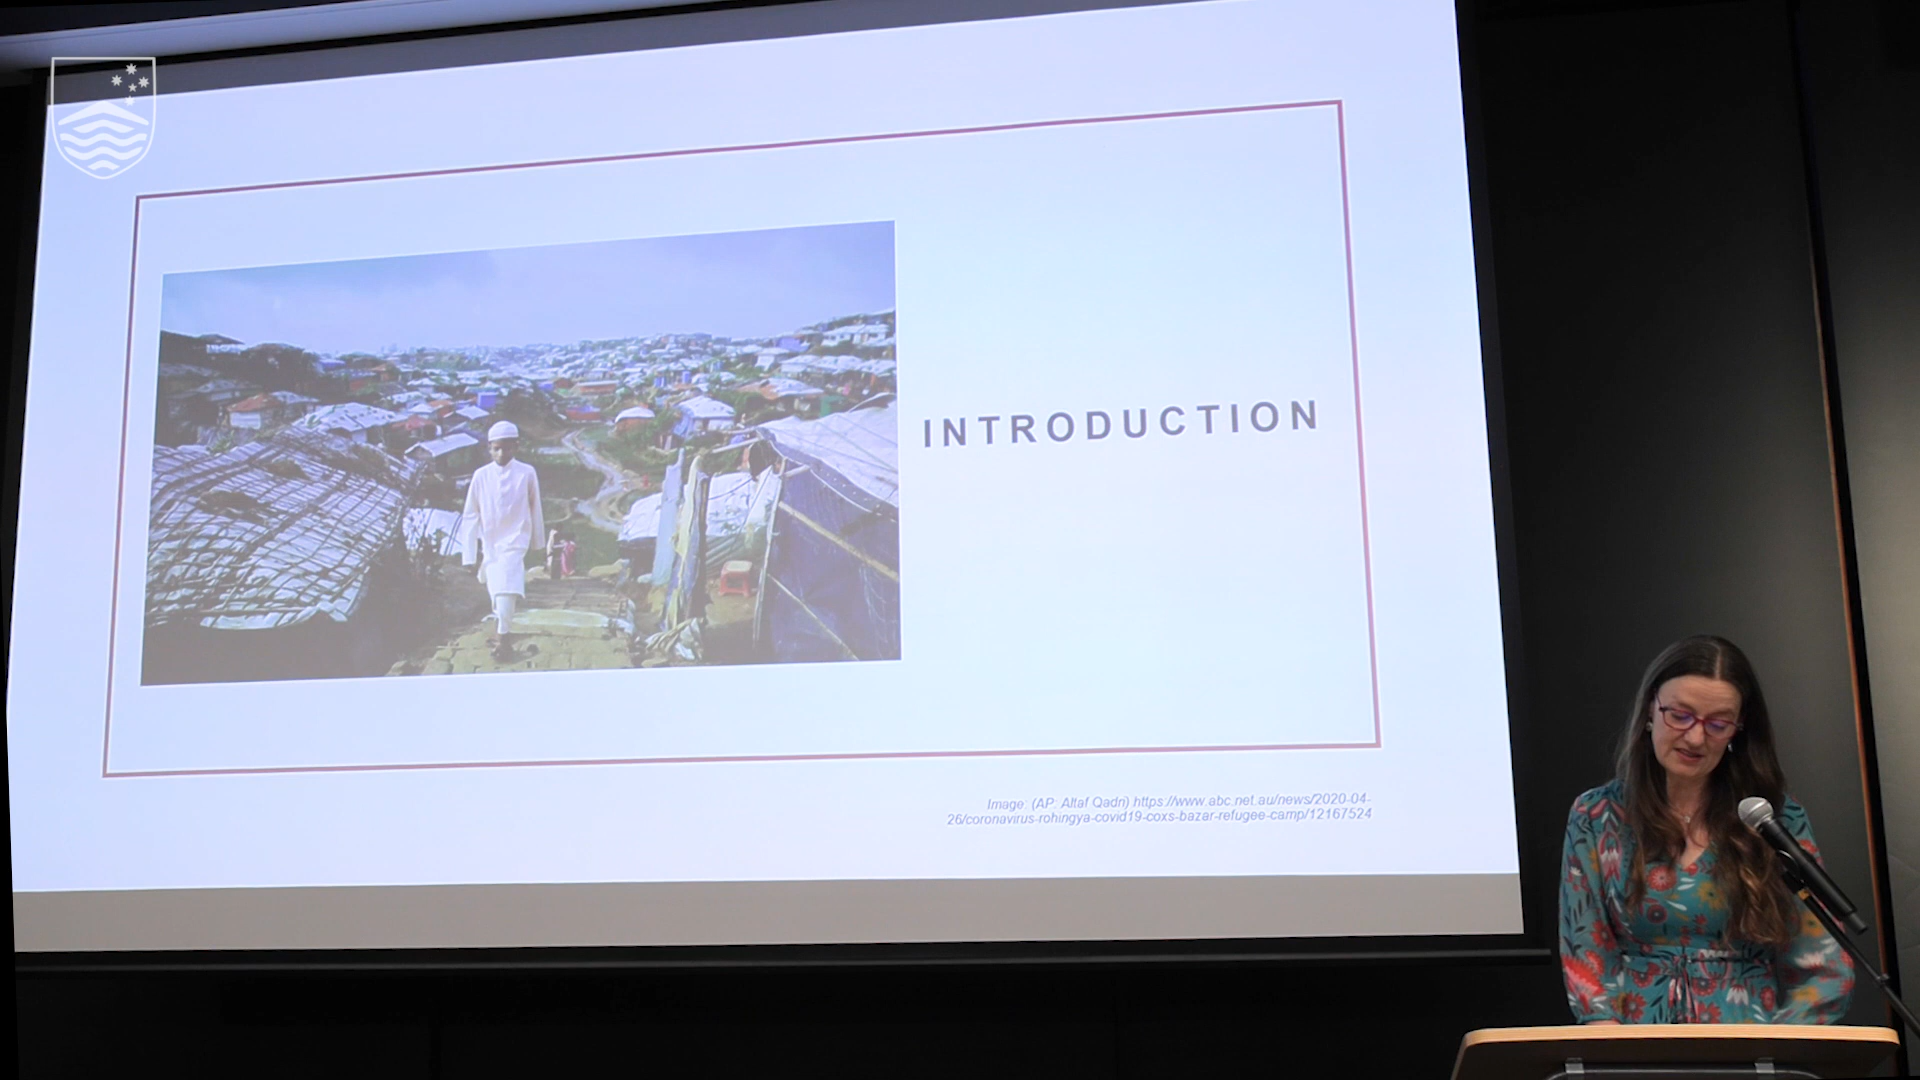 INTRODUCTION
Image: (AP: Altaf Qadri) https://www.abc.net.au/news/2020-04-
26/coronavirus-rohingya-covid19-coxs-bazar-refugee-camp/12167524